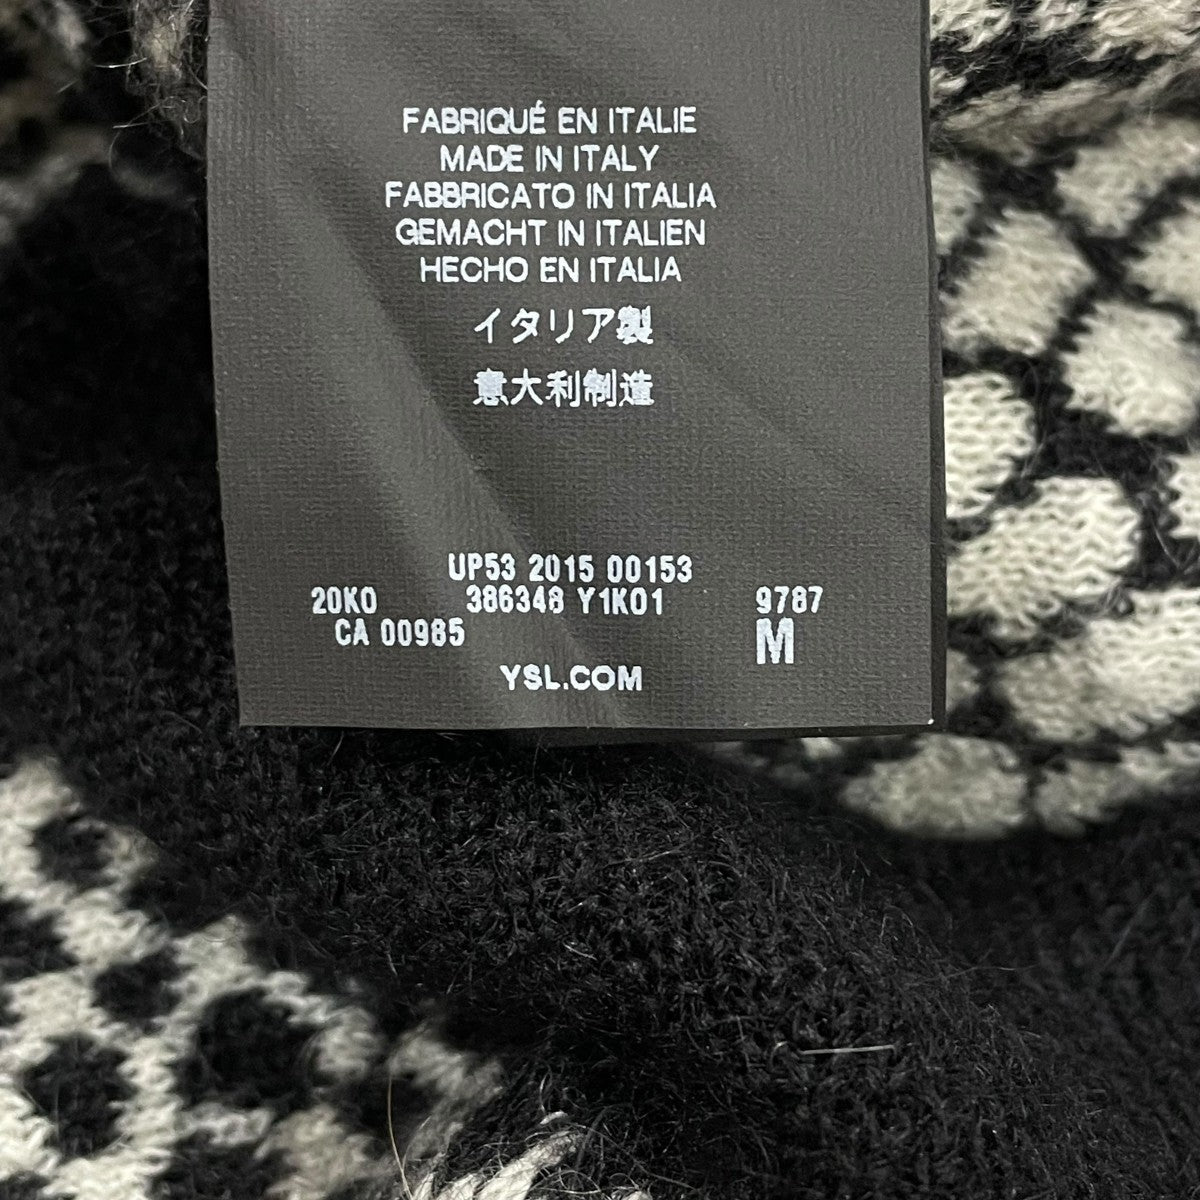 FABRIQUÉ EN ITALIE
MADE IN ITALY
FABBRICATO IN ITALIA
GEMACHT IN ITALIEN
HECHO EN ITALIA
イタリア製
意大利制造
UP53 2015 00153
20K0 386348 Y1K01 9787
CA 00985 M
YSL.COM